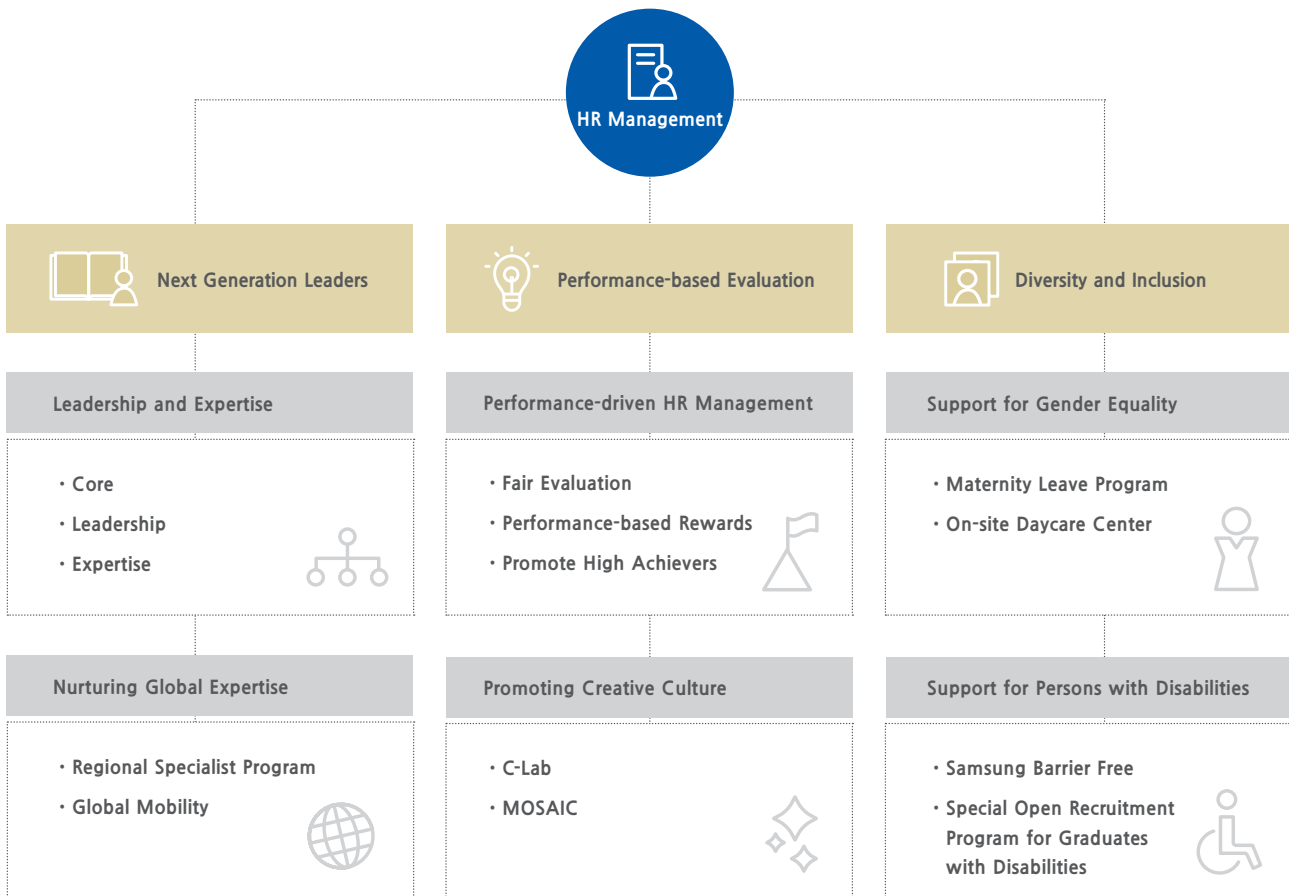 HR Management
Next Generation Leaders
Performance-based Evaluation
Diversity and Inclusion
Leadership and Expertise
· Core
· Leadership
· Expertise
Performance-driven HR Management
· Fair Evaluation
· Performance-based Rewards
· Promote High Achievers
Support for Gender Equality
· Maternity Leave Program
· On-site Daycare Center
Nurturing Global Expertise
· Regional Specialist Program
· Global Mobility
Promoting Creative Culture
· C-Lab
· MOSAIC
Support for Persons with Disabilities
· Samsung Barrier Free
· Special Open Recruitment
Program for Graduates
with Disabilities